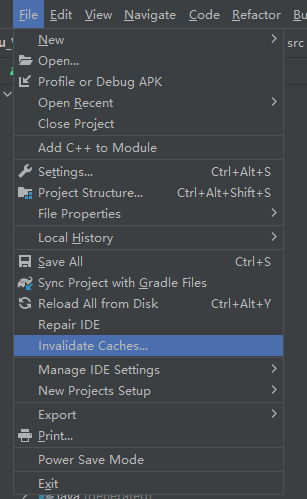 File Edit View Navigate Code Refactor Bu
src
New
Open...
Profile or Debug APK
Open Recent
Close Project
Add C++ to Module
Settings... Ctrl+Alt+S
Project Structure... Ctrl+Alt+Shift+S
File Properties
Local History
Save All Ctrl+S
Sync Project with Gradle Files
Reload All from Disk Ctrl+Alt+Y
Repair IDE
Invalidate Caches...
Manage IDE Settings
New Projects Setup
Export
Print...
Power Save Mode
Exit
java (generated)